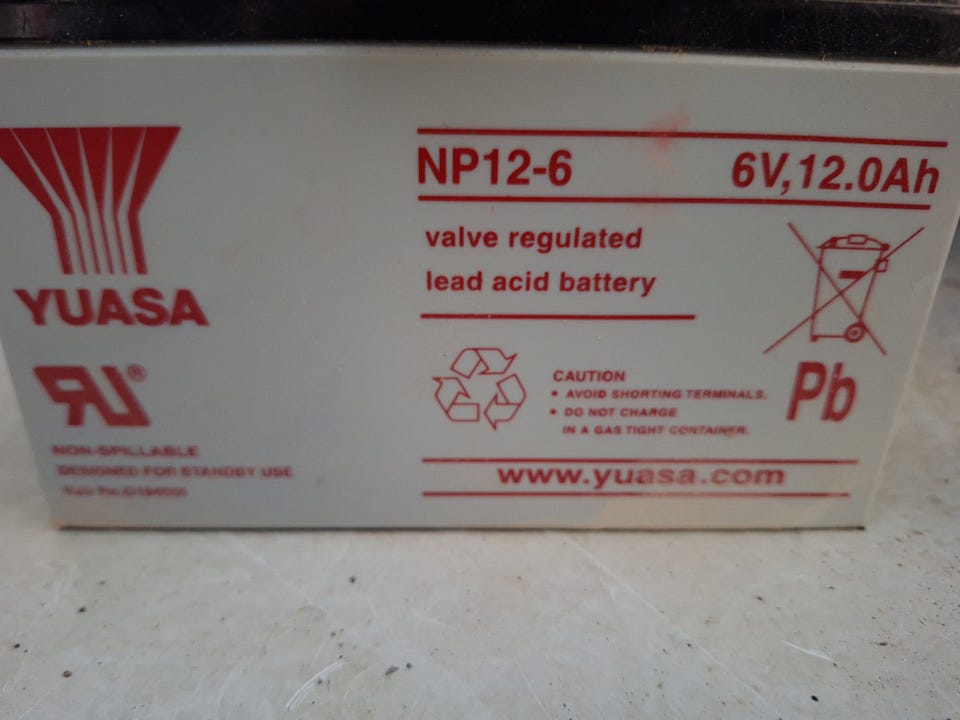 NP12-6 6V,12.0Ah
valve regulated
lead acid battery
YUASA
Pb
CAUTION
• AVOID SHORTING TERMINALS.
• DO NOT CHARGE
IN A GAS TIGHT CONTAINER.
NON-SPILLABLE
DESIGNED FOR STANDBY USE
www.yuasa.com